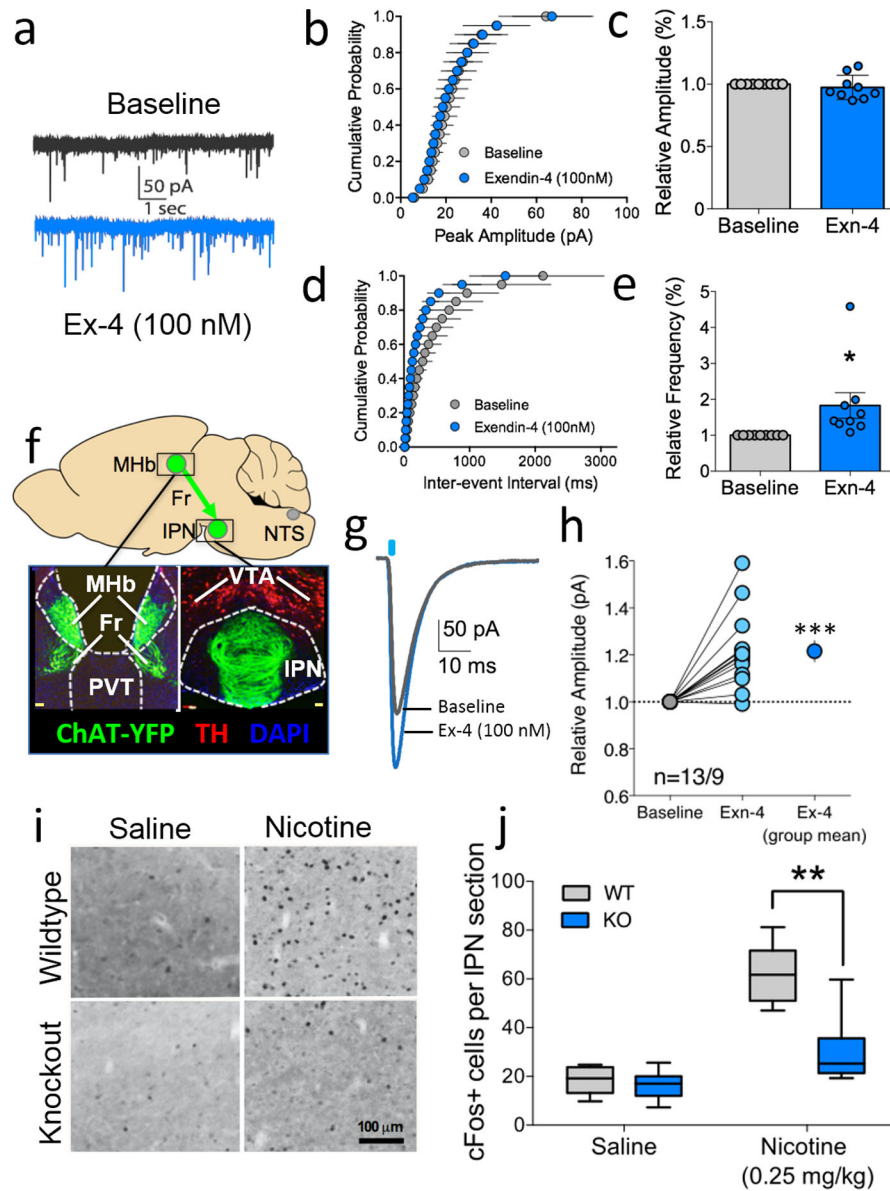 a
Baseline
50 pA
1 sec
Ex-4 (100 nM)
b
Cumulative Probability
1.0
0.8
0.6
0.4
0.2
0.0
0
20
40
60
80
100
Baseline
Exendin-4 (100nM)
Peak Amplitude (pA)
c
Relative Amplitude (%)
1.5
1.0
0.5
0.0
Baseline
Exn-4
d
Cumulative Probability
1.0
0.8
0.6
0.4
0.2
0.0
0
1000
2000
3000
Baseline
Exendin-4 (100nM)
Inter-event Interval (ms)
e
Relative Frequency (%)
5
4
3
2
1
0
*
Baseline
Exn-4
f
MHb
Fr
IPN
NTS
MHb
Fr
PVT
VTA
IPN
ChAT-YFP TH DAPI
g
50 pA
10 ms
Baseline
Ex-4 (100 nM)
h
Relative Amplitude (pA)
1.6
1.4
1.2
1.0
0.8
0.6
***
n=13/9
Baseline
Exn-4
Ex-4
(group mean)
i
Saline
Nicotine
Wildtype
Knockout
100 µm
j
cFos+ cells per IPN section
100
80
60
40
20
0
WT
KO
**
Saline
Nicotine
(0.25 mg/kg)